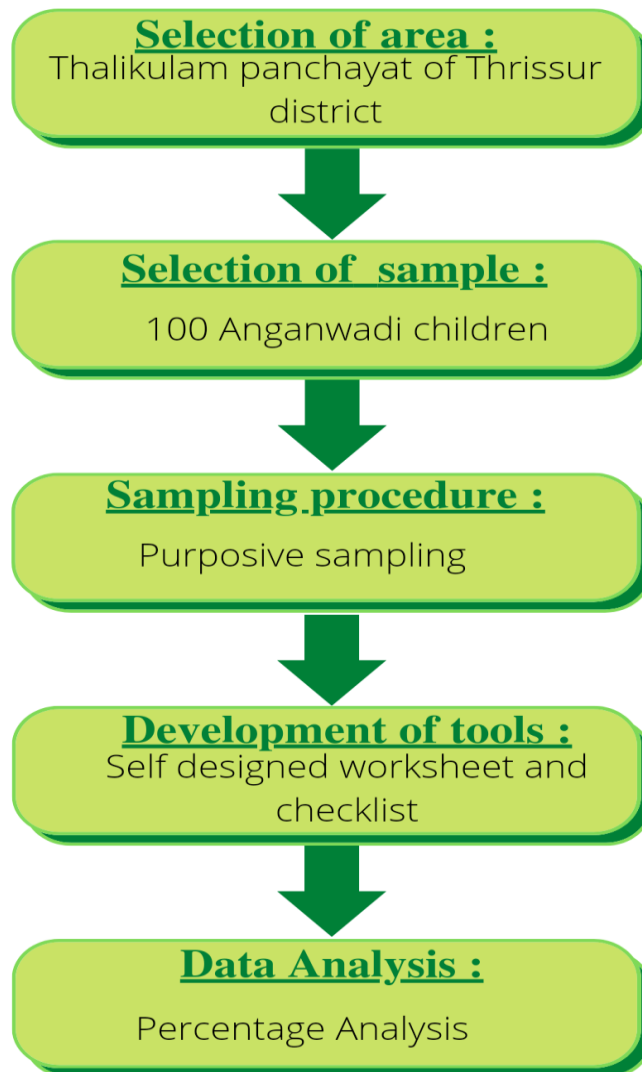 Selection of area :
Thalikulam panchayat of Thrissur
district
Selection of sample :
100 Anganwadi children
Sampling procedure :
Purposive sampling
Development of tools :
Self designed worksheet and
checklist
Data Analysis :
Percentage Analysis